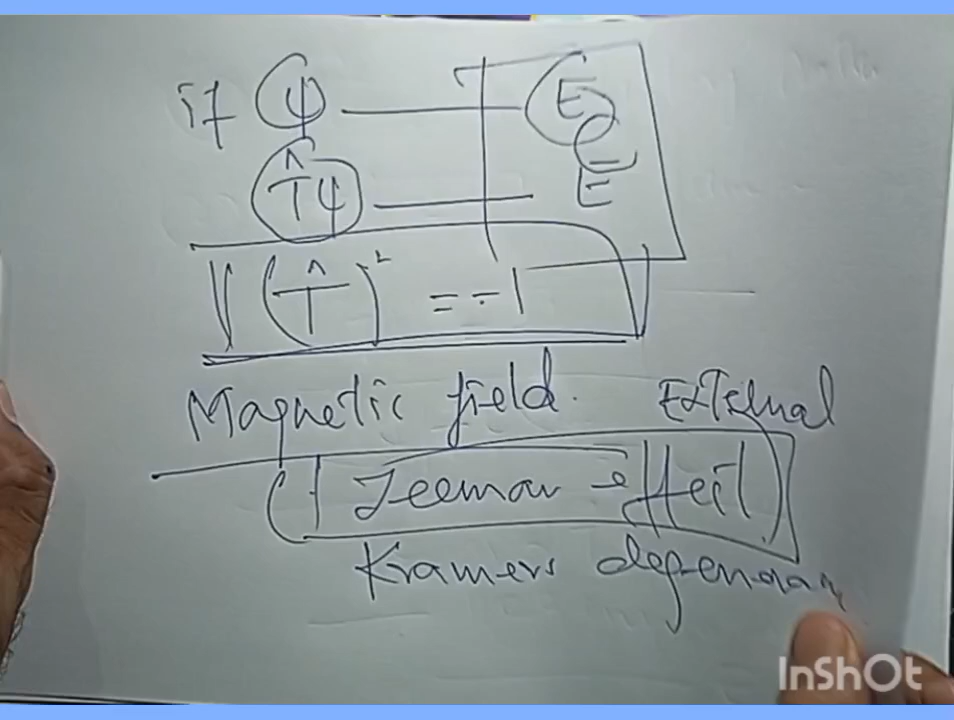 if ψ — E
E
T̂ψ — E
(T̂)² = -1
Magnetic field. External
Zeeman effect
Kramers degeneracy
InShOt